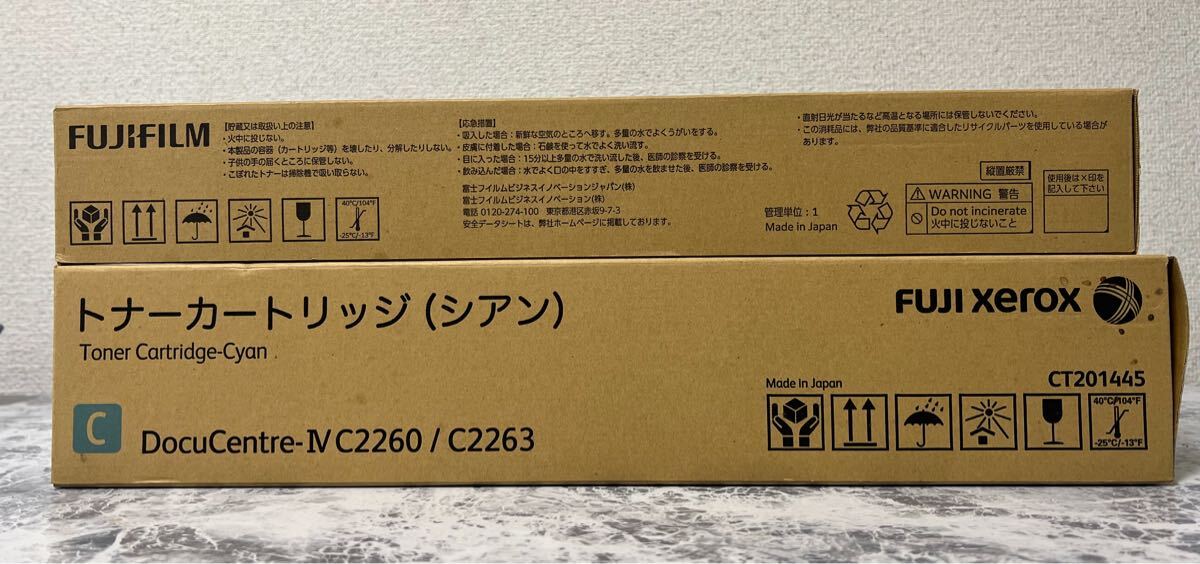 FUJIFILM
【貯蔵又は取扱い上の注意】
・火中に投じない。
・本製品の容器（カートリッジ等）を壊したり、分解したりしない。
・子供の手の届くところに保管しない。
・こぼれたトナーは掃除機で吸い取らない。
40°C/104°F
-25°C/-13°F
【応急措置】
・吸入した場合：新鮮な空気のところへ移す。多量の水でよくうがいをする。
・皮膚に付着した場合：石鹸を使って水でよく洗い流す。
・目に入った場合：15分以上多量の水で洗い流した後、医師の診察を受ける。
・飲み込んだ場合：水でよく口の中をすすぎ、多量の水を飲ませた後、医師の診察を受ける。
富士フイルムビジネスイノベーションジャパン(株)
富士フイルムビジネスイノベーション(株)
電話 0120-274-100 東京都港区赤坂9-7-3
安全データシートは、弊社ホームページに掲載しております。
・直射日光が当たるなど高温となる場所には保管しないでください。
・この消耗品には、弊社の品質基準に適合したリサイクルパーツを使用している場合が
あります。
管理単位：1
Made in Japan
縦置厳禁
WARNING 警告
Do not incinerate
火中に投じないこと
使用後は×印を
記入して下さい
トナーカートリッジ (シアン)
Toner Cartridge-Cyan
C
DocuCentre-Ⅳ C2260 / C2263
FUJI xerox
CT201445
Made in Japan
40°C/104°F
-25°C/-13°F